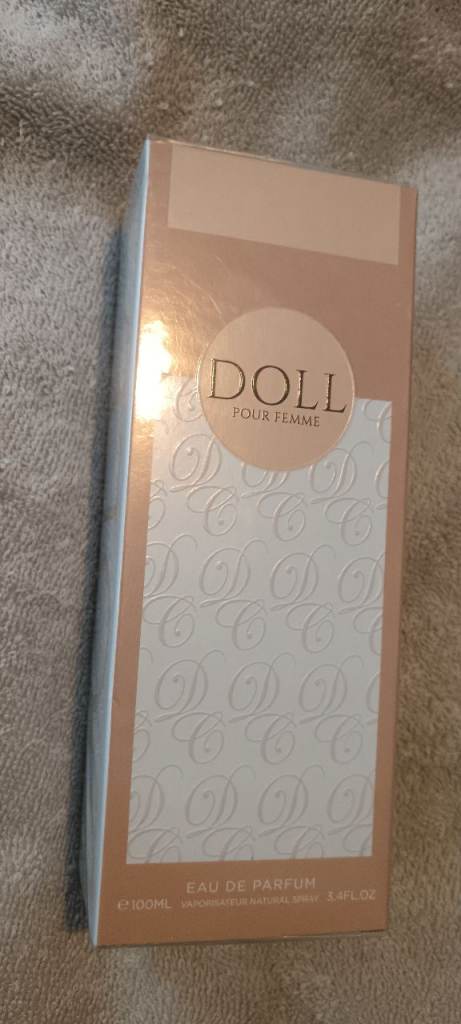 DOLL
POUR FEMME
EAU DE PARFUM
℮100ML VAPORISATEUR NATURAL SPRAY 3.4FL.OZ